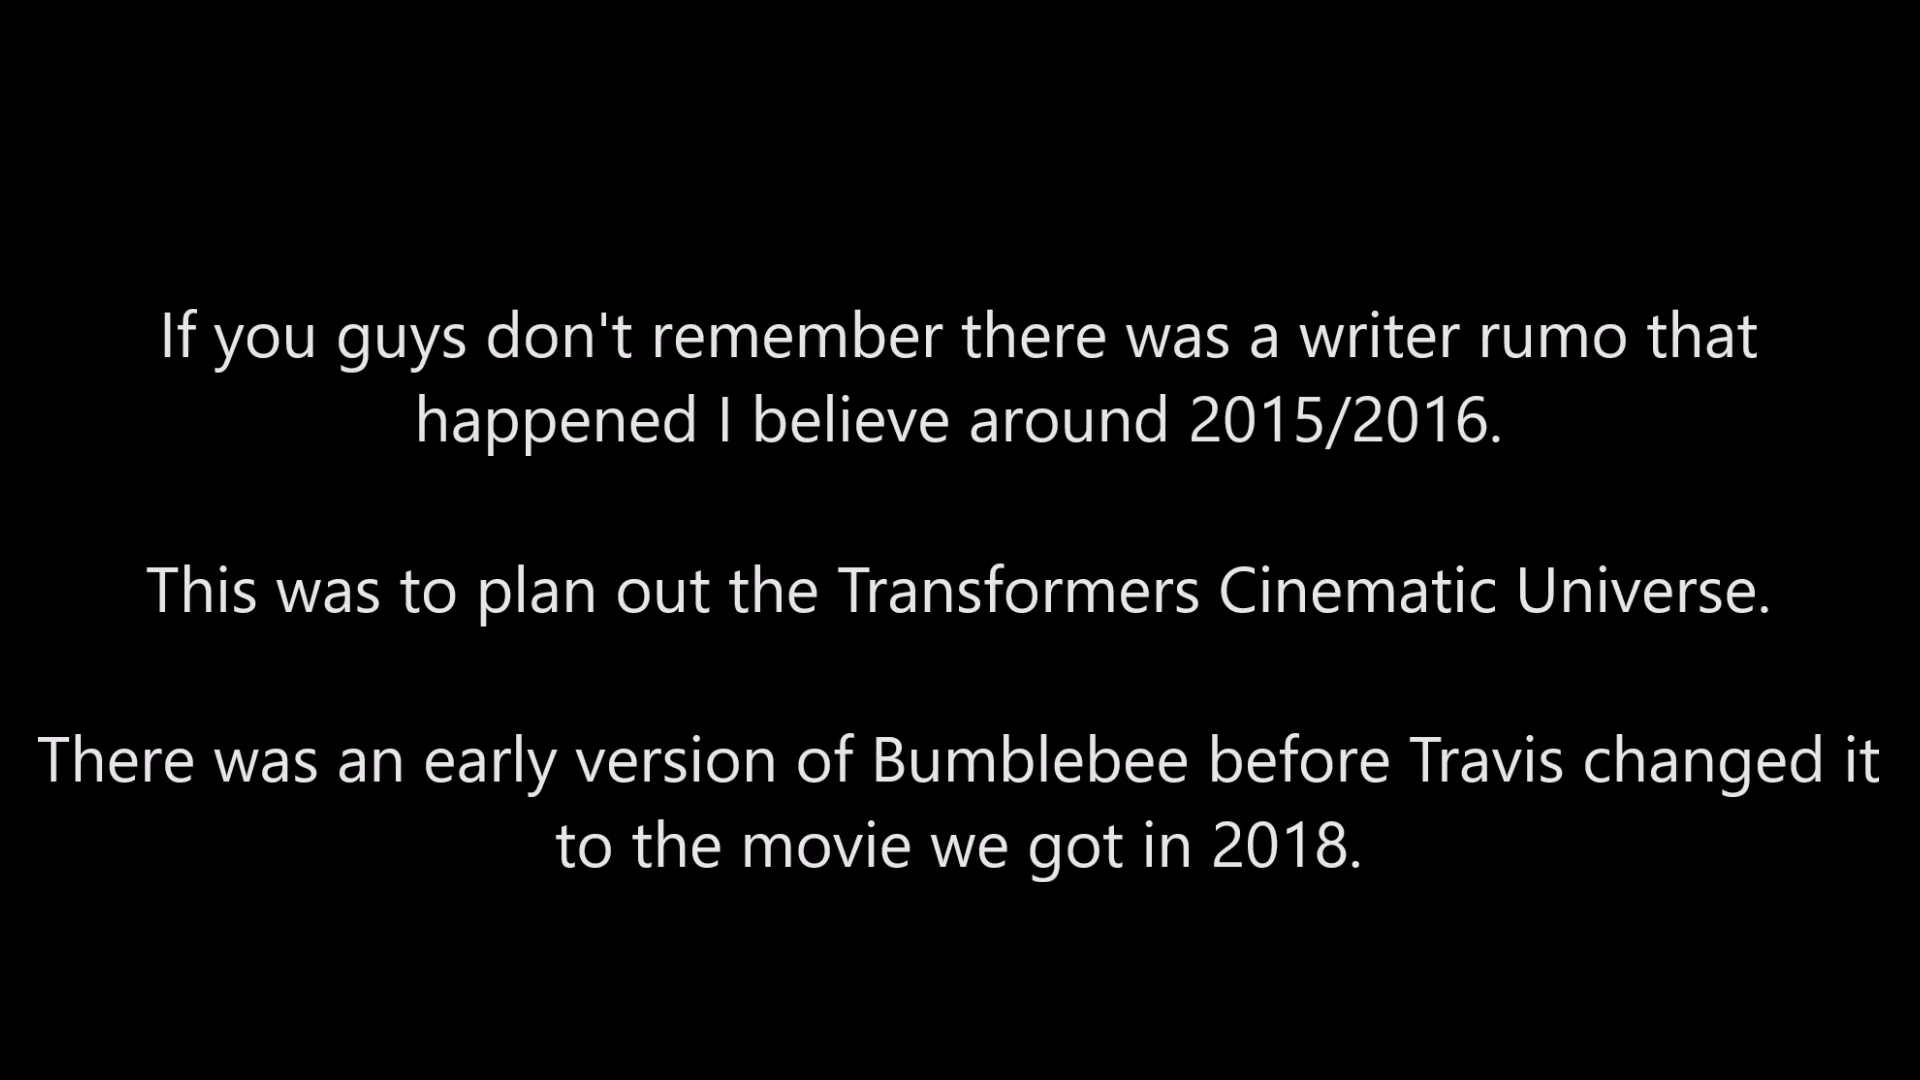 If you guys don't remember there was a writer rumo that
happened I believe around 2015/2016.
This was to plan out the Transformers Cinematic Universe.
There was an early version of Bumblebee before Travis changed it
to the movie we got in 2018.